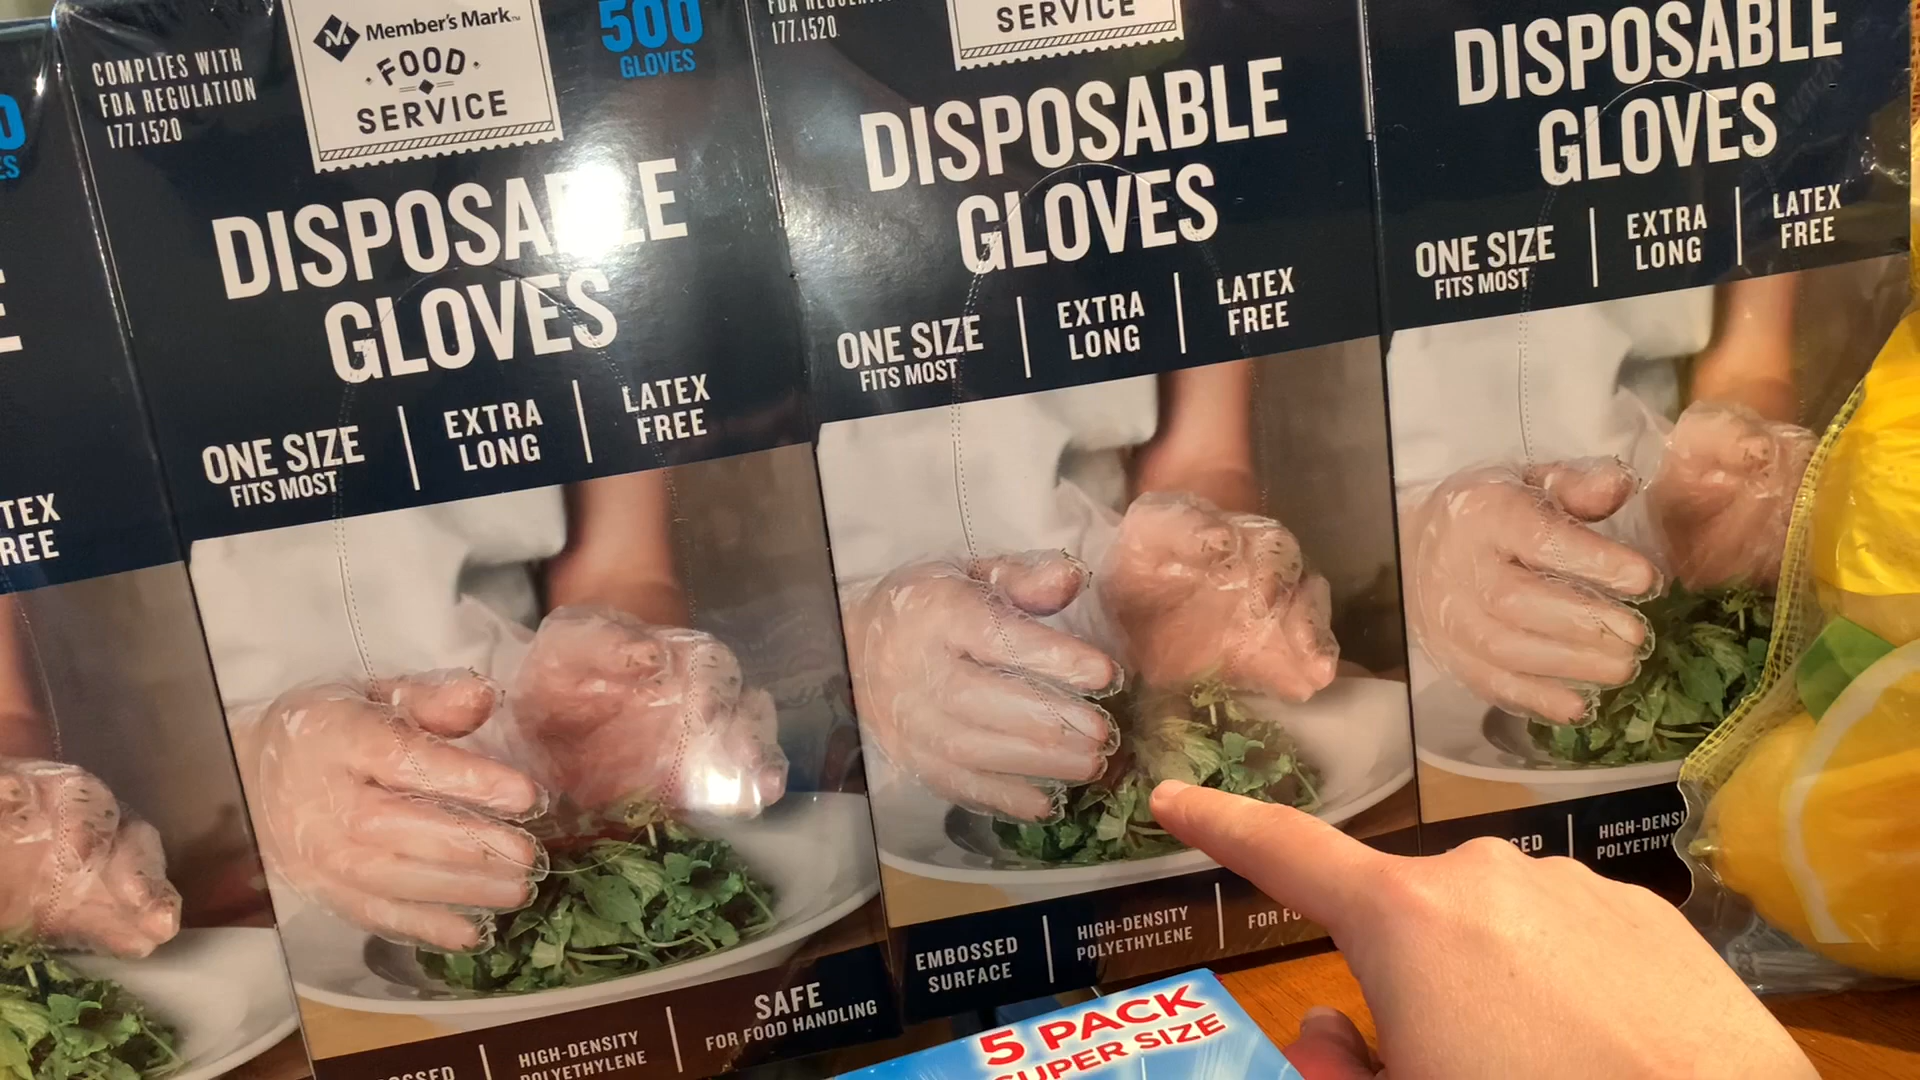 COMPLIES WITH
FDA REGULATION
177.1520
Member's Mark™
FOOD
SERVICE
500
GLOVES
DISPOSABLE
GLOVES
ONE SIZE
FITS MOST
EXTRA
LONG
LATEX
FREE
HIGH-DENSITY
POLYETHYLENE
SAFE
FOR FOOD HANDLING
177.1520
SERVICE
DISPOSABLE
GLOVES
ONE SIZE
FITS MOST
EXTRA
LONG
LATEX
FREE
EMBOSSED
SURFACE
HIGH-DENSITY
POLYETHYLENE
FOR
DISPOSABLE
GLOVES
ONE SIZE
FITS MOST
EXTRA
LONG
LATEX
FREE
5 PACK
SUPER SIZE